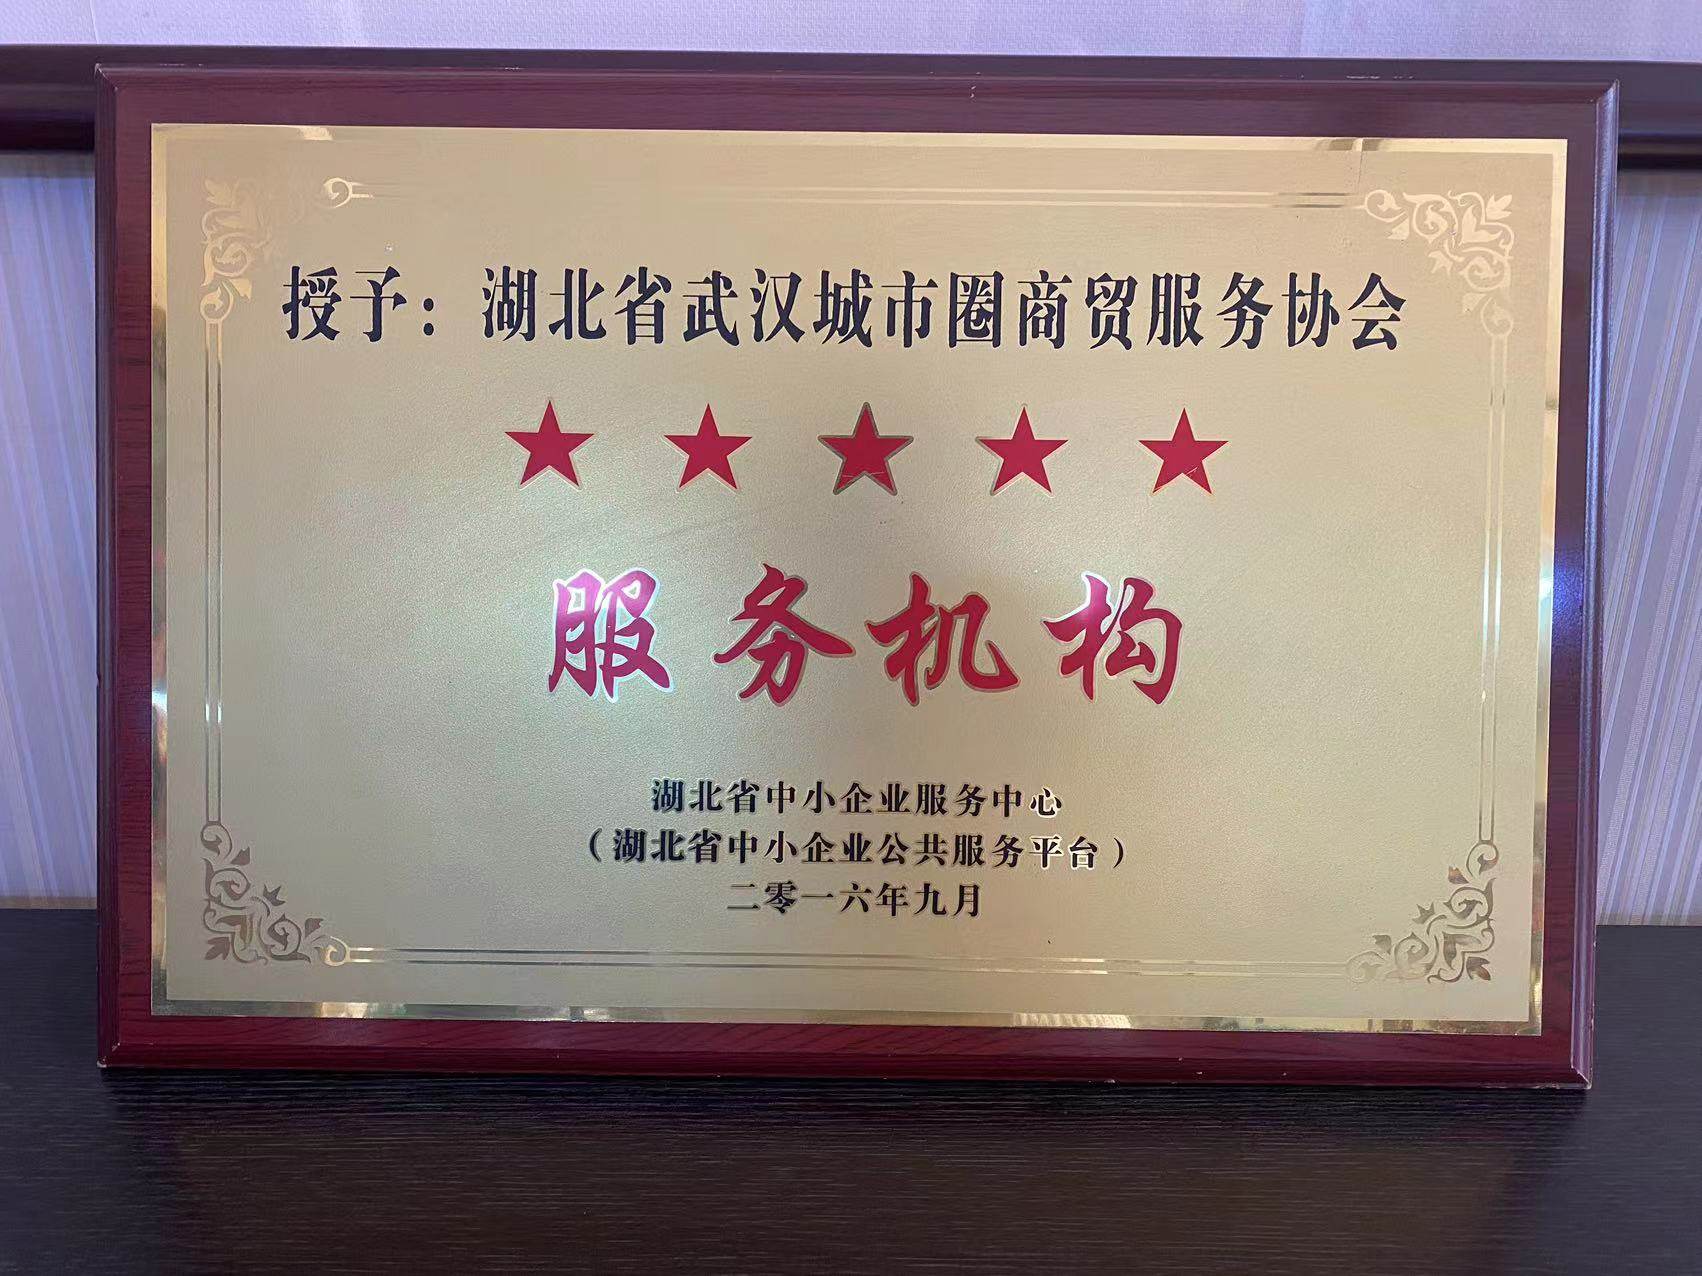 授予：湖北省武汉城市圈商贸服务协会
★ ★ ★ ★ ★
服务机构
湖北省中小企业服务中心
（湖北省中小企业公共服务平台）
二零一六年九月